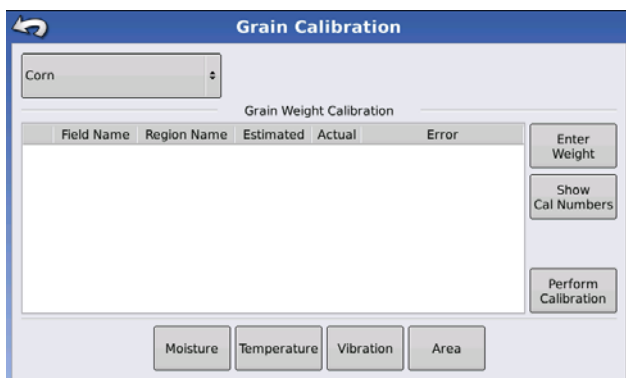 Grain Calibration
Corn
Grain Weight Calibration
Field Name Region Name Estimated Actual Error
Enter
Weight
Show
Cal Numbers
Perform
Calibration
Moisture Temperature Vibration Area